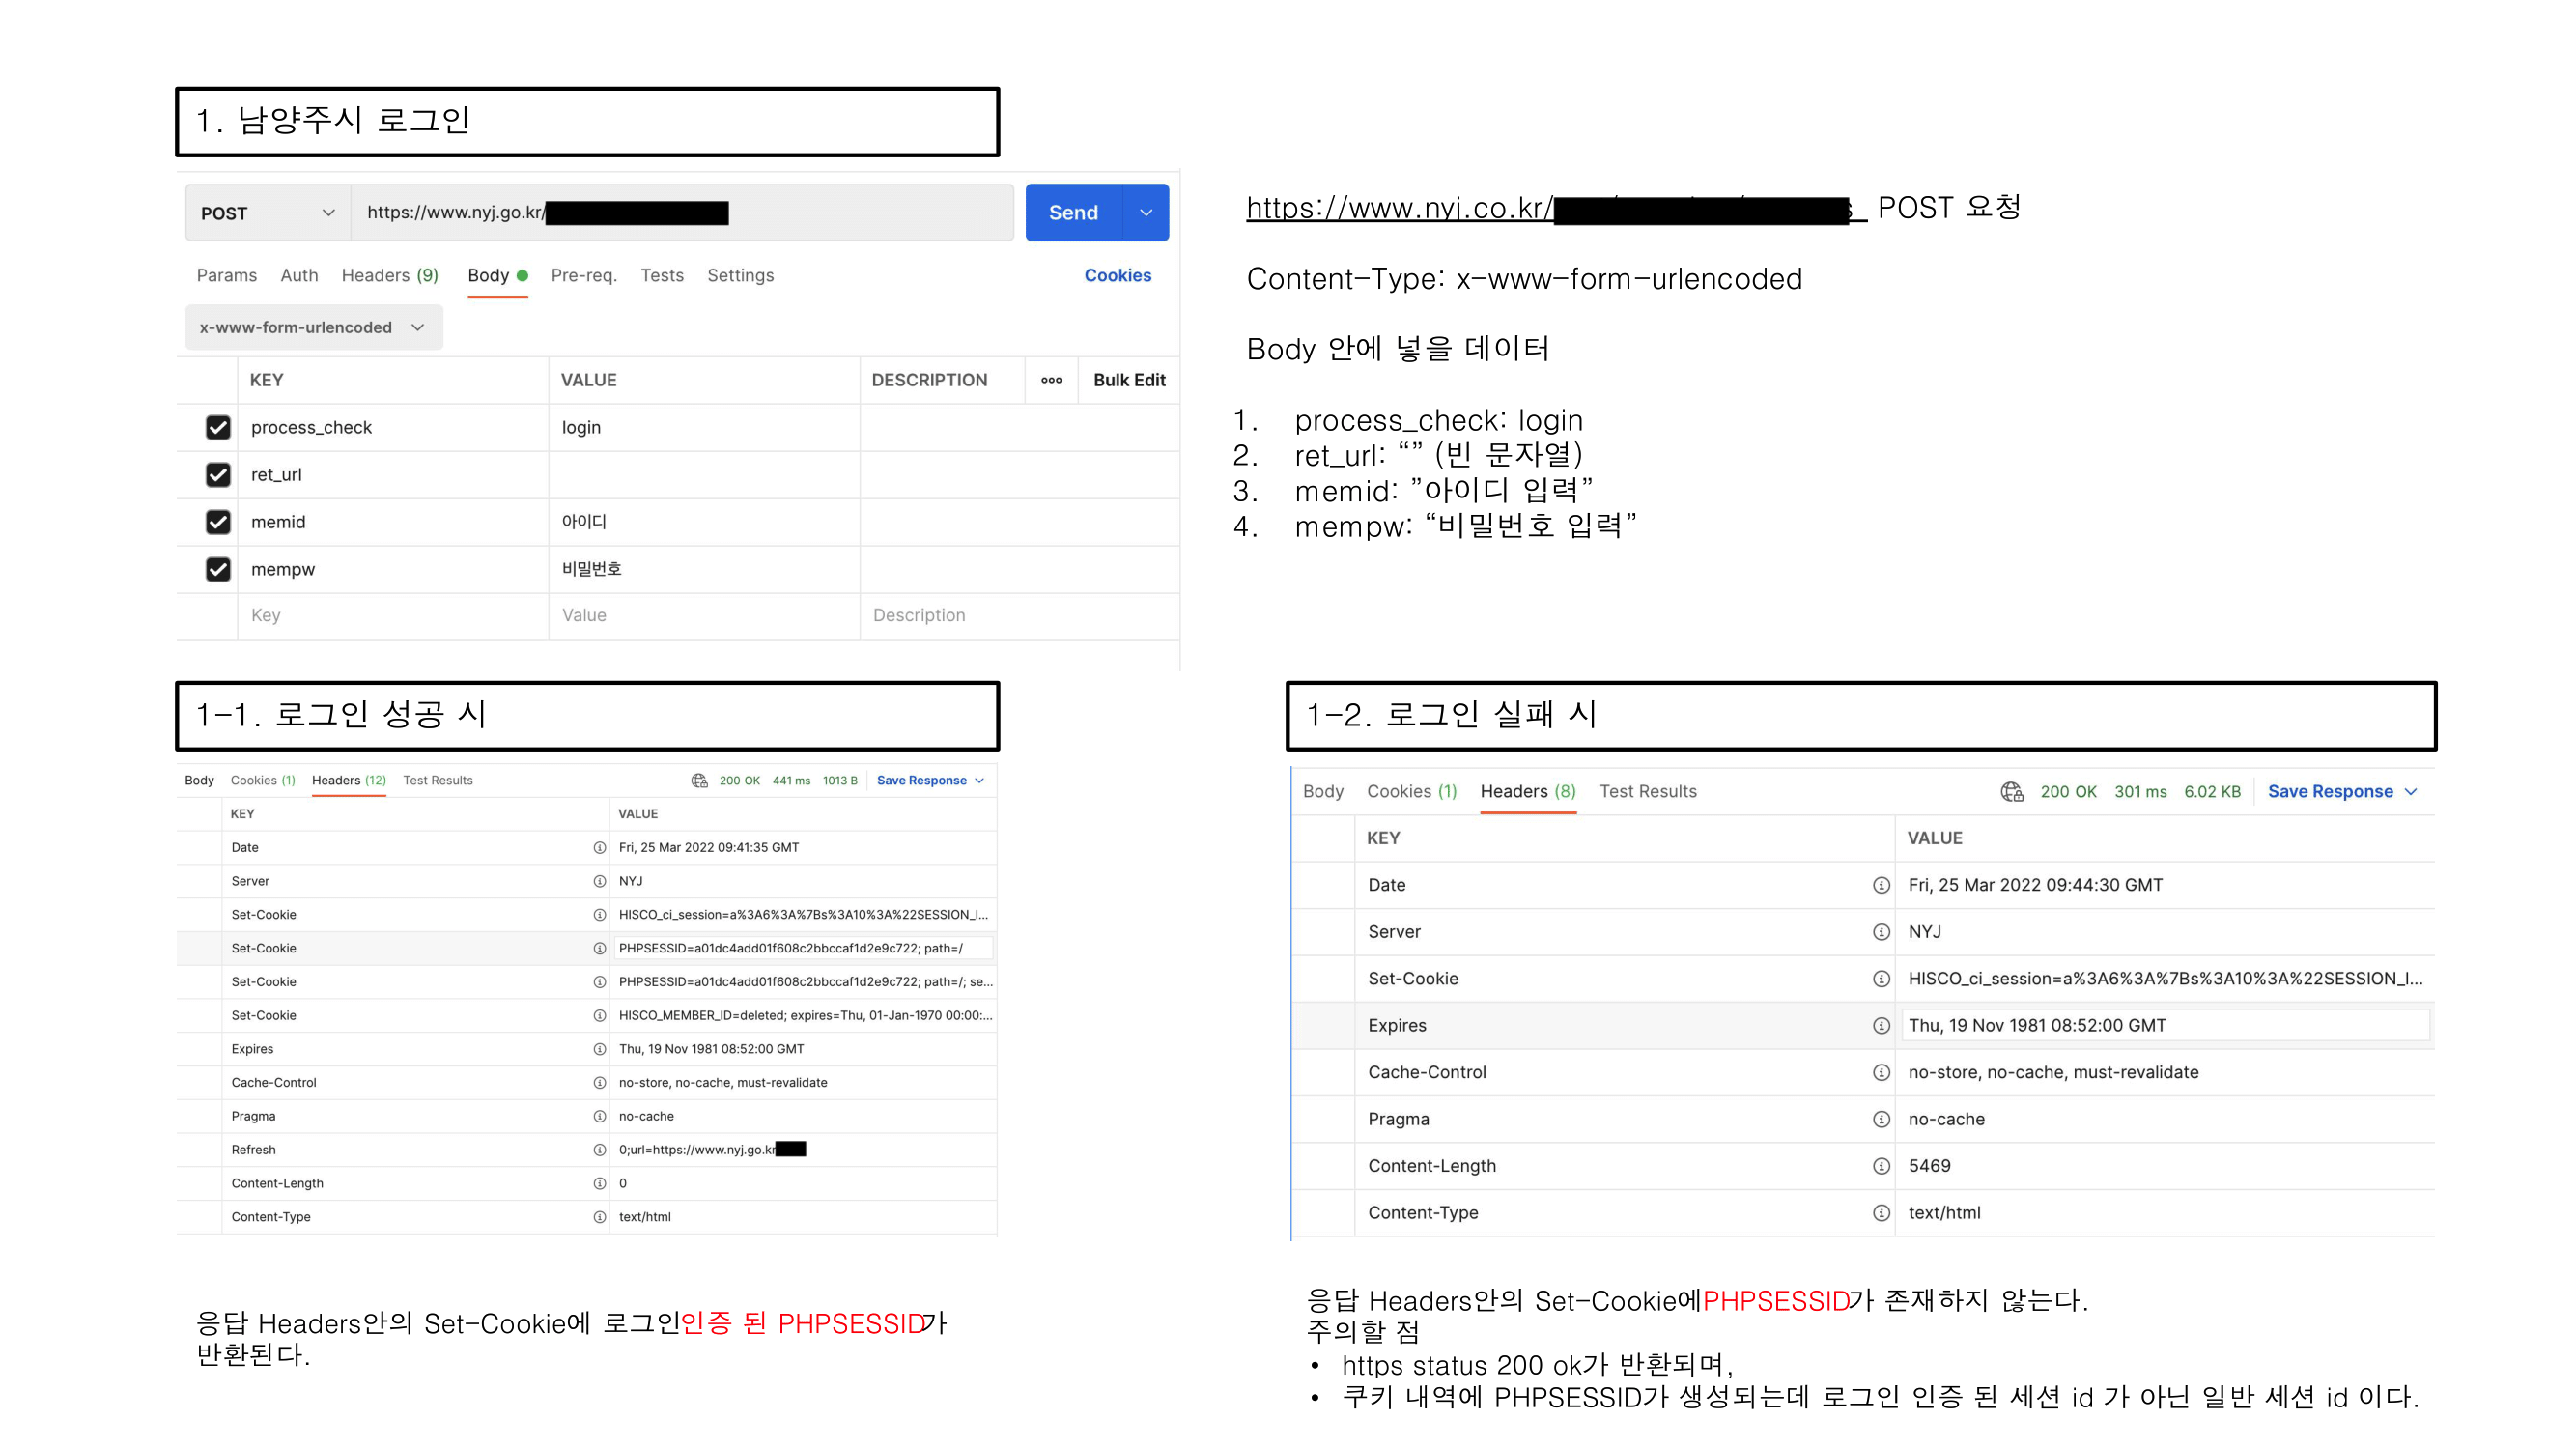 1. 남양주시 로그인
POST
https://www.nyj.go.kr/
Send
Params Auth Headers (9) Body Pre-req. Tests Settings Cookies
x-www-form-urlencoded
KEY VALUE DESCRIPTION ooo Bulk Edit
process_check login
ret_url
memid 아이디
mempw 비밀번호
Key Value Description
https://www.nyj.co.kr/ POST 요청
Content-Type: x-www-form-urlencoded
Body 안에 넣을 데이터
1. process_check: login
2. ret_url: “” (빈 문자열)
3. memid: ”아이디 입력”
4. mempw: “비밀번호 입력”
1-1. 로그인 성공 시
Body Cookies (1) Headers (12) Test Results 200 OK 441 ms 1013 B Save Response
KEY VALUE
Date Fri, 25 Mar 2022 09:41:35 GMT
Server NYJ
Set-Cookie HISCO_ci_session=a%3A6%3A%7Bs%3A10%3A%22SESSION_I...
Set-Cookie PHPSESSID=a01dc4add01f608c2bbccaf1d2e9c722; path=/
Set-Cookie PHPSESSID=a01dc4add01f608c2bbccaf1d2e9c722; path=/; se...
Set-Cookie HISCO_MEMBER_ID=deleted; expires=Thu, 01-Jan-1970 00:00:...
Expires Thu, 19 Nov 1981 08:52:00 GMT
Cache-Control no-store, no-cache, must-revalidate
Pragma no-cache
Refresh 0;url=https://www.nyj.go.kr
Content-Length 0
Content-Type text/html
응답 Headers안의 Set-Cookie에 로그인인증 된 PHPSESSID가
반환된다.
1-2. 로그인 실패 시
Body Cookies (1) Headers (8) Test Results 200 OK 301 ms 6.02 KB Save Response
KEY VALUE
Date Fri, 25 Mar 2022 09:44:30 GMT
Server NYJ
Set-Cookie HISCO_ci_session=a%3A6%3A%7Bs%3A10%3A%22SESSION_I...
Expires Thu, 19 Nov 1981 08:52:00 GMT
Cache-Control no-store, no-cache, must-revalidate
Pragma no-cache
Content-Length 5469
Content-Type text/html
응답 Headers안의 Set-Cookie에PHPSESSID가 존재하지 않는다.
주의할 점
• https status 200 ok가 반환되며,
• 쿠키 내역에 PHPSESSID가 생성되는데 로그인 인증 된 세션 id 가 아닌 일반 세션 id 이다.